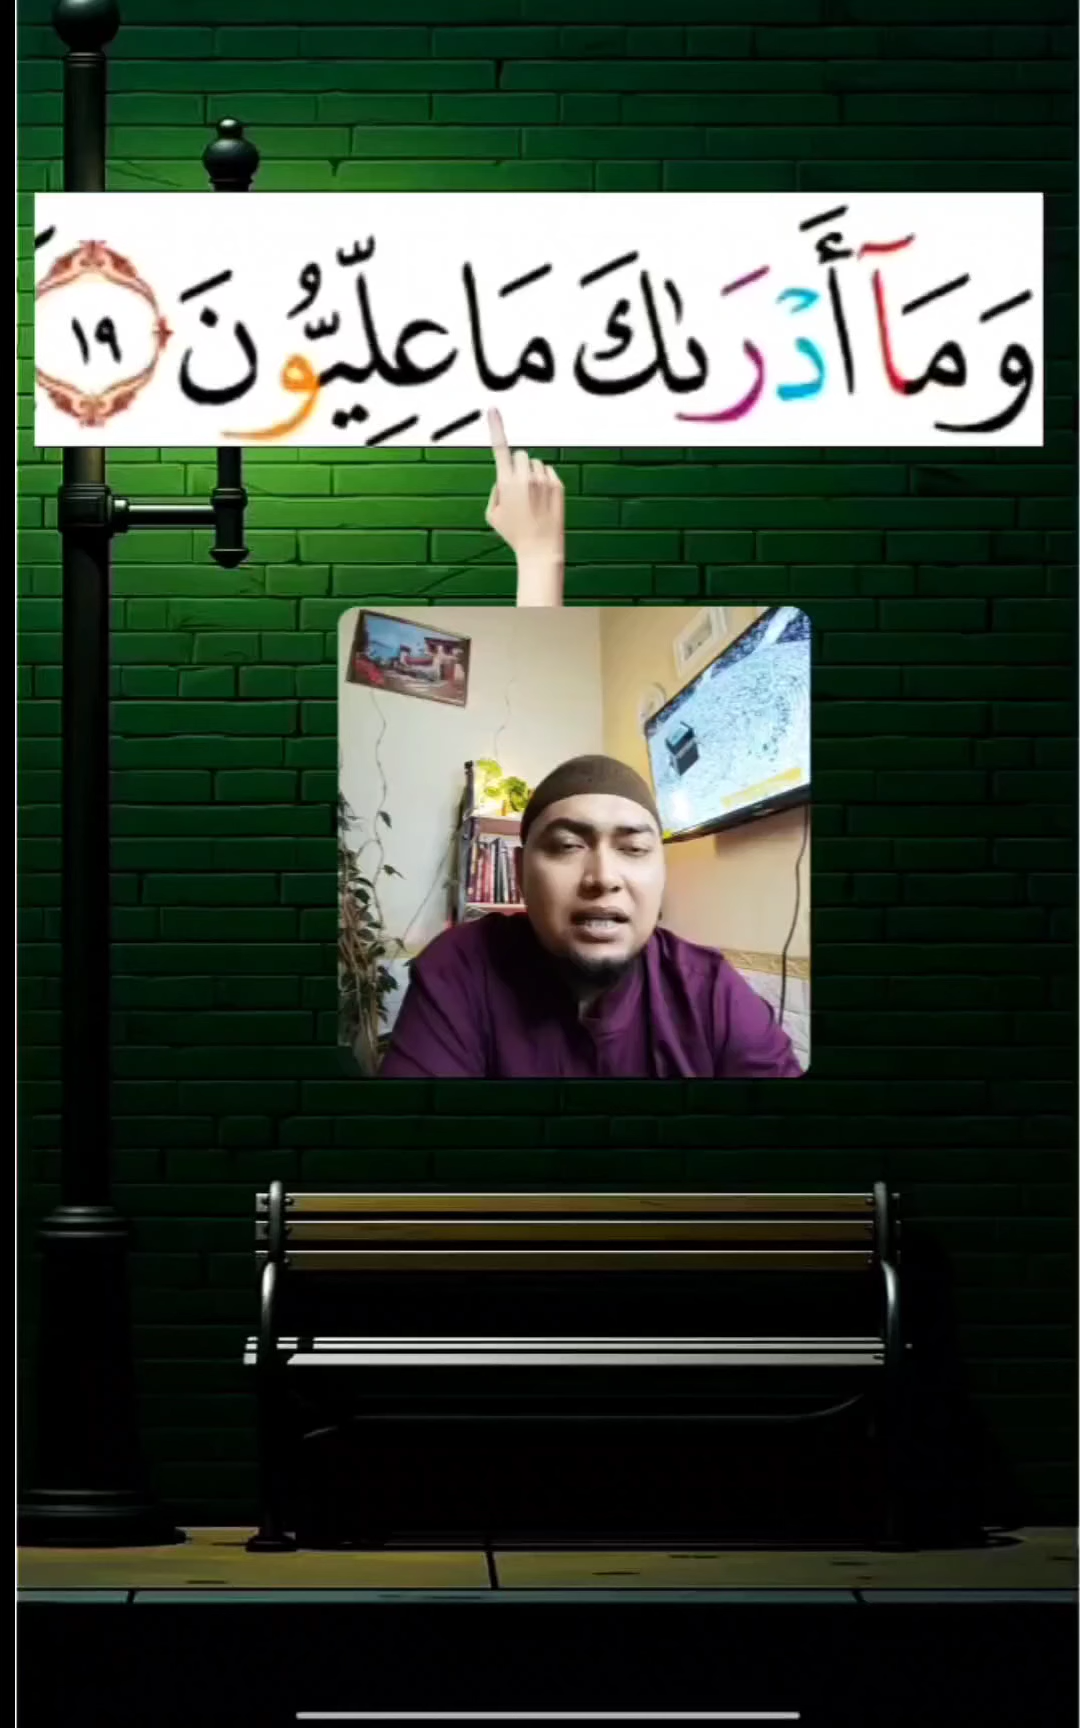 وَمَآ أَدْرَىٰكَ مَا عِلِّيُّونَ ١٩